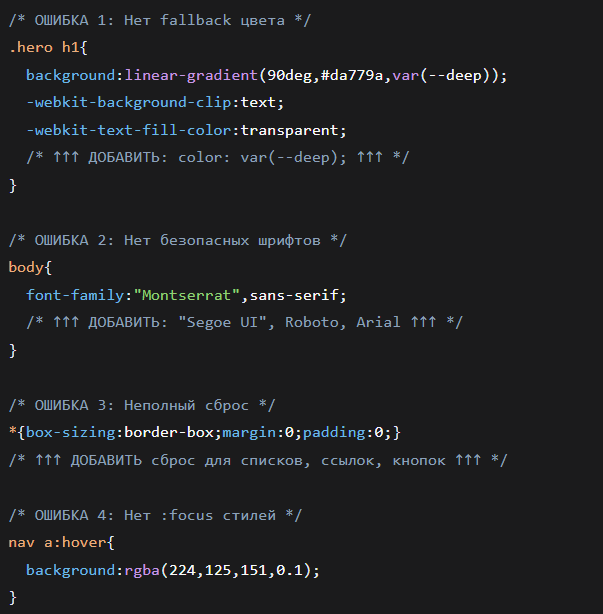 /* ОШИБКА 1: Нет fallback цвета */
.hero h1{
  background:linear-gradient(90deg,#da779a,var(--deep));
  -webkit-background-clip:text;
  -webkit-text-fill-color:transparent;
  /* ↑↑↑ ДОБАВИТЬ: color: var(--deep); ↑↑↑ */
}

/* ОШИБКА 2: Нет безопасных шрифтов */
body{
  font-family:"Montserrat",sans-serif;
  /* ↑↑↑ ДОБАВИТЬ: "Segoe UI", Roboto, Arial ↑↑↑ */
}

/* ОШИБКА 3: Неполный сброс */
*{box-sizing:border-box;margin:0;padding:0;}
/* ↑↑↑ ДОБАВИТЬ сброс для списков, ссылок, кнопок ↑↑↑ */

/* ОШИБКА 4: Нет :focus стилей */
nav a:hover{
  background:rgba(224,125,151,0.1);
}